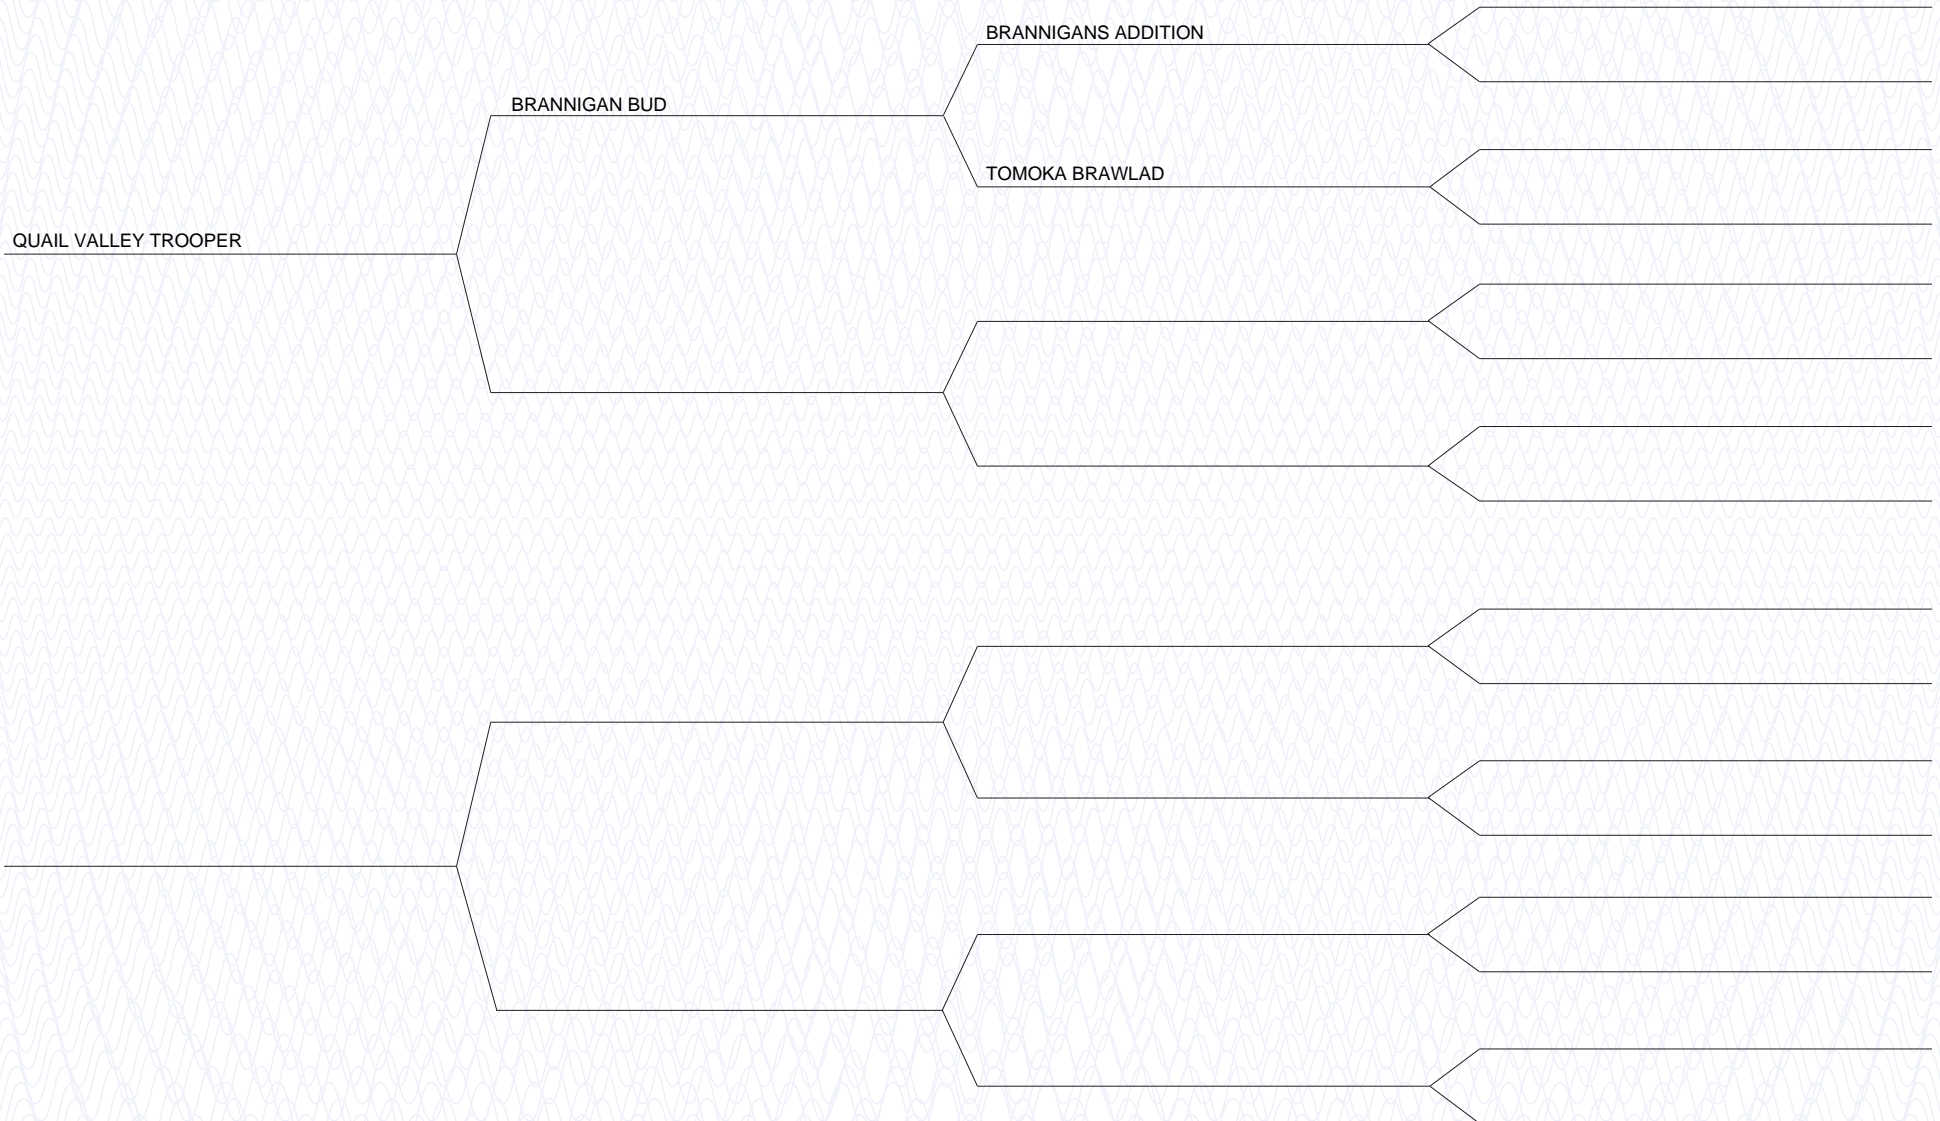 BRANNIGANS ADDITION
BRANNIGAN BUD
TOMOKA BRAWLAD
QUAIL VALLEY TROOPER